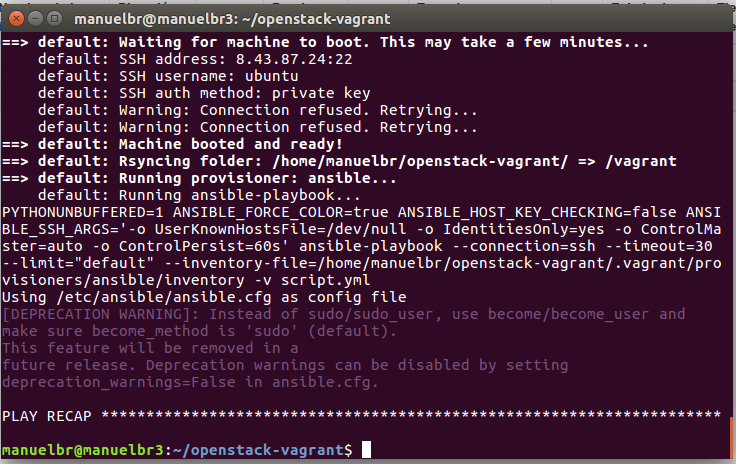 manuelbr@manuelbr3: ~/openstack-vagrant
==> default: Waiting for machine to boot. This may take a few minutes...
    default: SSH address: 8.43.87.24:22
    default: SSH username: ubuntu
    default: SSH auth method: private key
    default: Warning: Connection refused. Retrying...
    default: Warning: Connection refused. Retrying...
==> default: Machine booted and ready!
==> default: Rsyncing folder: /home/manuelbr/openstack-vagrant/ => /vagrant
==> default: Running provisioner: ansible...
    default: Running ansible-playbook...
PYTHONUNBUFFERED=1 ANSIBLE_FORCE_COLOR=true ANSIBLE_HOST_KEY_CHECKING=false ANSI
BLE_SSH_ARGS='-o UserKnownHostsFile=/dev/null -o IdentitiesOnly=yes -o ControlMa
ster=auto -o ControlPersist=60s' ansible-playbook --connection=ssh --timeout=30
--limit="default" --inventory-file=/home/manuelbr/openstack-vagrant/.vagrant/pro
visioners/ansible/inventory -v script.yml
Using /etc/ansible/ansible.cfg as config file
[DEPRECATION WARNING]: Instead of sudo/sudo_user, use become/become_user and
make sure become_method is 'sudo' (default).
This feature will be removed in a
future release. Deprecation warnings can be disabled by setting
deprecation_warnings=False in ansible.cfg.
PLAY RECAP *********************************************************************
manuelbr@manuelbr3:~/openstack-vagrant$